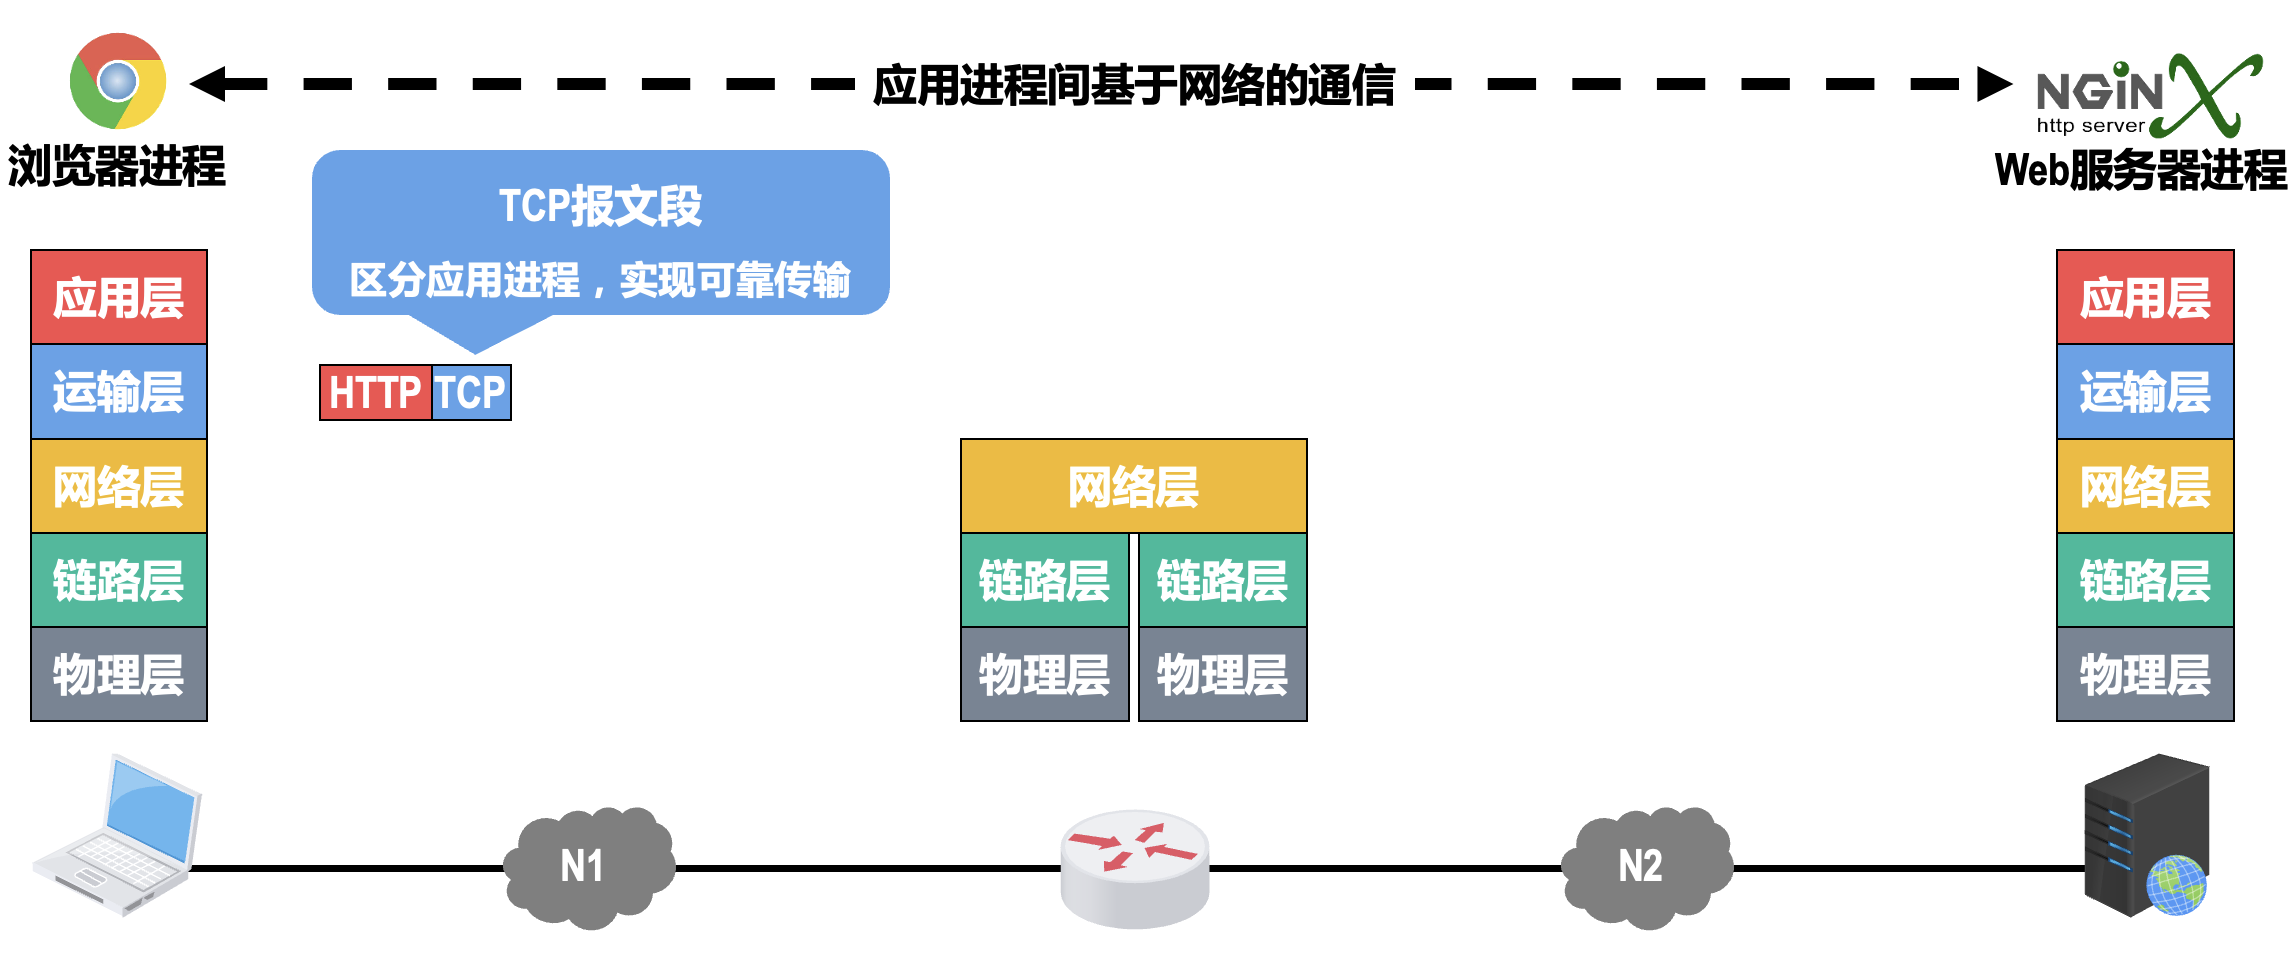 应用进程间基于网络的通信
NGiNX
http server
浏览器进程
Web服务器进程
TCP报文段
区分应用进程，实现可靠传输
HTTP TCP
应用层
运输层
网络层
链路层
物理层
网络层
链路层 链路层
物理层 物理层
应用层
运输层
网络层
链路层
物理层
N1
N2